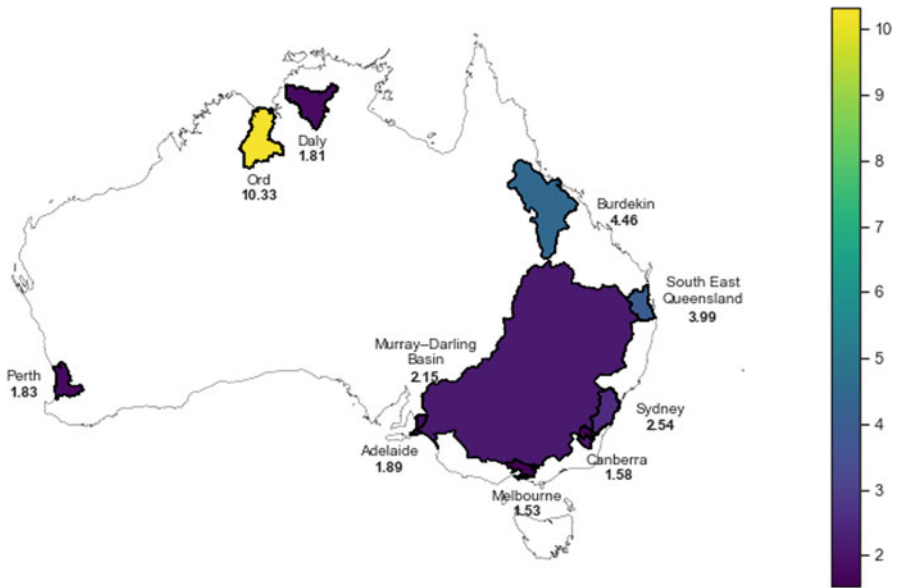 Daly
1.81
Ord
10.33
Burdekin
4.46
South East
Queensland
3.99
Murray–Darling
Basin
2.15
Perth
1.83
Sydney
2.54
Adelaide
1.89
Canberra
1.58
Melbourne
1.53
10
9
8
7
6
5
4
3
2